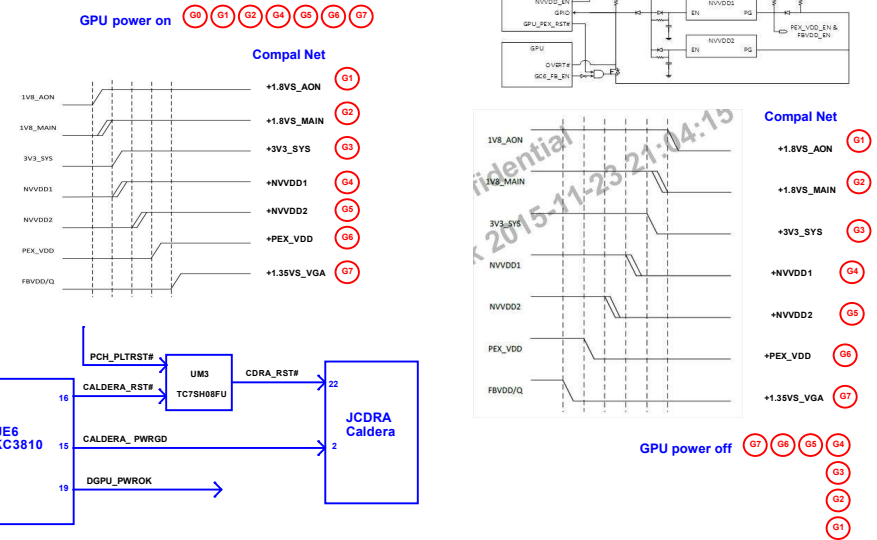 GPU power on G0 G1 G2 G4 G5 G6 G7
Compal Net
1V8_AON +1.8VS_AON G1
1V8_MAIN +1.8VS_MAIN G2
3V3_SYS +3V3_SYS G3
NVVDD1 +NVVDD1 G4
NVVDD2 +NVVDD2 G5
PEX_VDD +PEX_VDD G6
FBVDD/Q +1.35VS_VGA G7
PCH_PLTRST#
UM3
TC7SH08FU
CALDERA_RST#
CDRA_RST#
16
22
JCDRA
Caldera
15
CALDERA_ PWRGD
2
19
DGPU_PWROK
NVVDD_EN
GPIO
GPU_PEX_RST#
GPU
OVERT#
GC6_FB_EN
NVVDD1
EN PG
NVVDD2
EN PG
PEX_VDD_EN &
FBVDD_EN
2015-11-23 21:04:15
Compal Net
1V8_AON +1.8VS_AON G1
1V8_MAIN +1.8VS_MAIN G2
3V3_SYS +3V3_SYS G3
NVVDD1 +NVVDD1 G4
NVVDD2 +NVVDD2 G5
PEX_VDD +PEX_VDD G6
FBVDD/Q +1.35VS_VGA G7
GPU power off G7 G6 G5 G4
G3
G2
G1